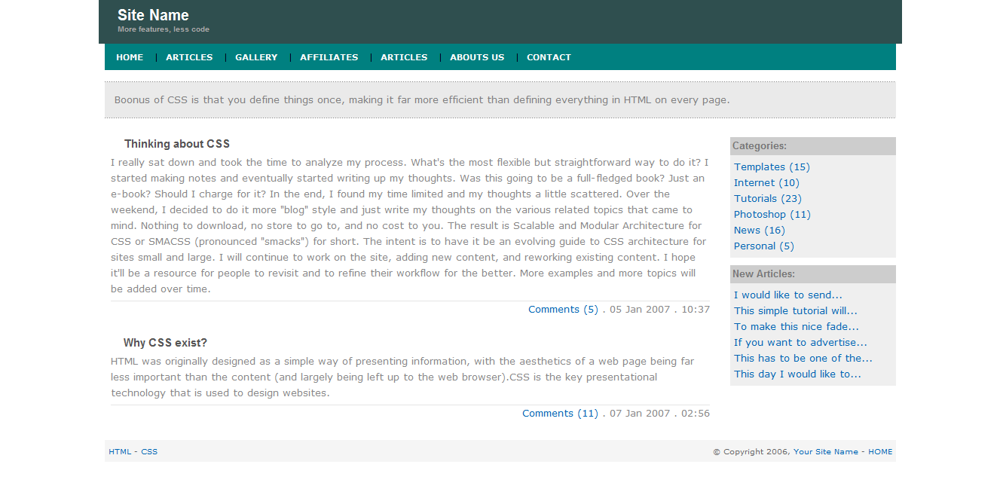 Site Name
More features, less code
HOME | ARTICLES | GALLERY | AFFILIATES | ARTICLES | ABOUTS US | CONTACT
Boonus of CSS is that you define things once, making it far more efficient than defining everything in HTML on every page.
Thinking about CSS
I really sat down and took the time to analyze my process. What's the most flexible but straightforward way to do it? I
started making notes and eventually started writing up my thoughts. Was this going to be a full-fledged book? Just an
e-book? Should I charge for it? In the end, I found my time limited and my thoughts a little scattered. Over the
weekend, I decided to do it more "blog" style and just write my thoughts on the various related topics that came to
mind. Nothing to download, no store to go to, and no cost to you. The result is Scalable and Modular Architecture for
CSS or SMACSS (pronounced "smacks") for short. The intent is to have it be an evolving guide to CSS architecture for
sites small and large. I will continue to work on the site, adding new content, and reworking existing content. I hope
it'll be a resource for people to revisit and to refine their workflow for the better. More examples and more topics will
be added over time.
Comments (5) . 05 Jan 2007 . 10:37
Why CSS exist?
HTML was originally designed as a simple way of presenting information, with the aesthetics of a web page being far
less important than the content (and largely being left up to the web browser).CSS is the key presentational
technology that is used to design websites.
Comments (11) . 07 Jan 2007 . 02:56
Categories:
Templates (15)
Internet (10)
Tutorials (23)
Photoshop (11)
News (16)
Personal (5)
New Articles:
I would like to send...
This simple tutorial will...
To make this nice fade...
If you want to advertise...
This has to be one of the...
This day I would like to...
HTML - CSS
© Copyright 2006, Your Site Name - HOME